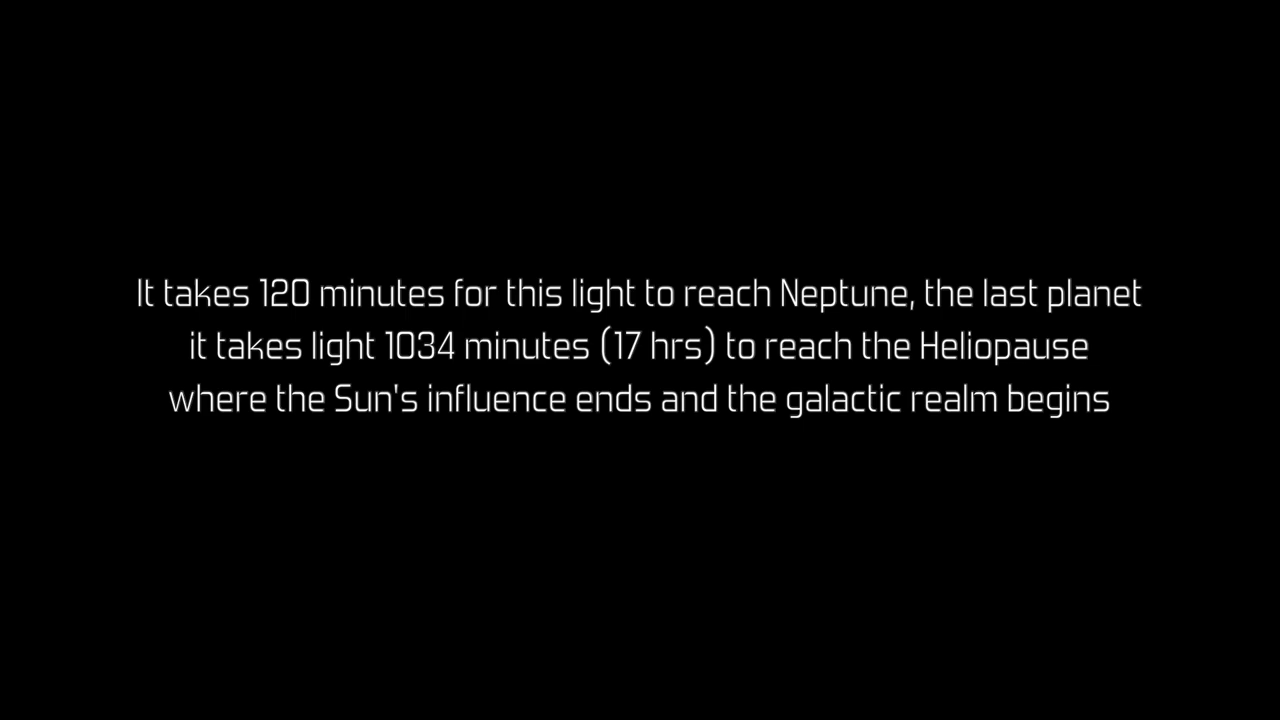 It takes 120 minutes for this light to reach Neptune, the last planet
it takes light 1034 minutes (17 hrs) to reach the Heliopause
where the Sun's influence ends and the galactic realm begins